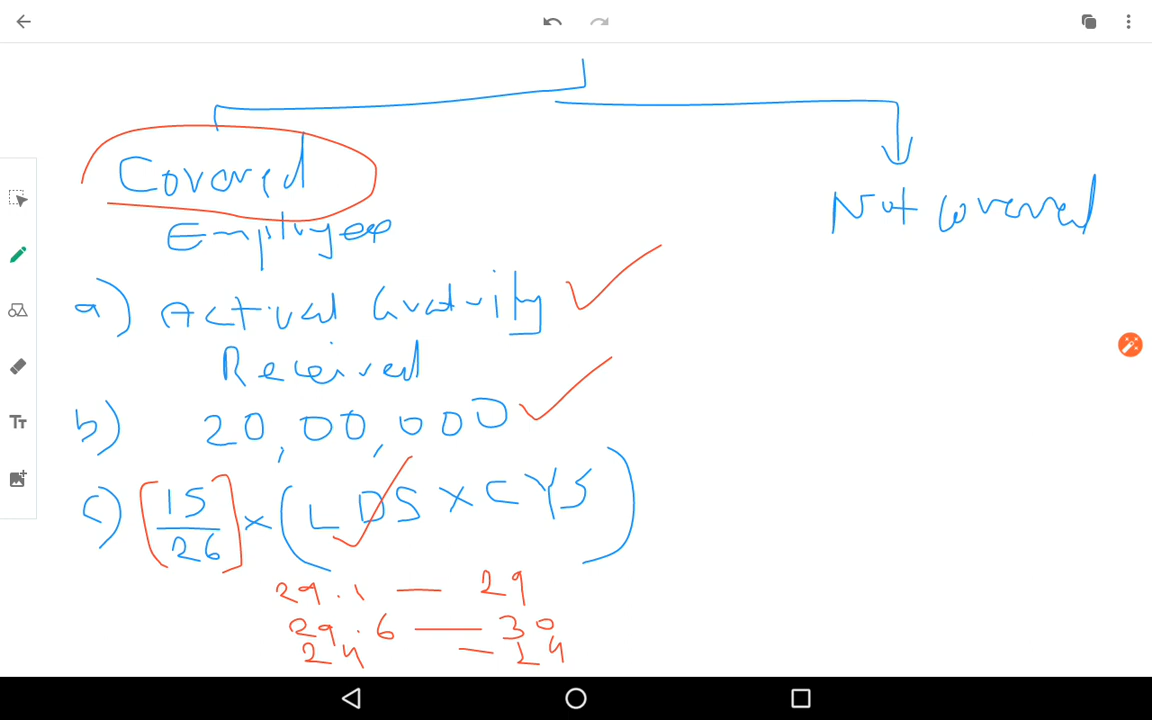 Covered
Employee
Not covered
a) Actual Gratuity
Received
b) 20,00,000
c) [15/26] × (LDS × CYS)
29.1 — 29
29.6 — 30
24 — 24
Tt